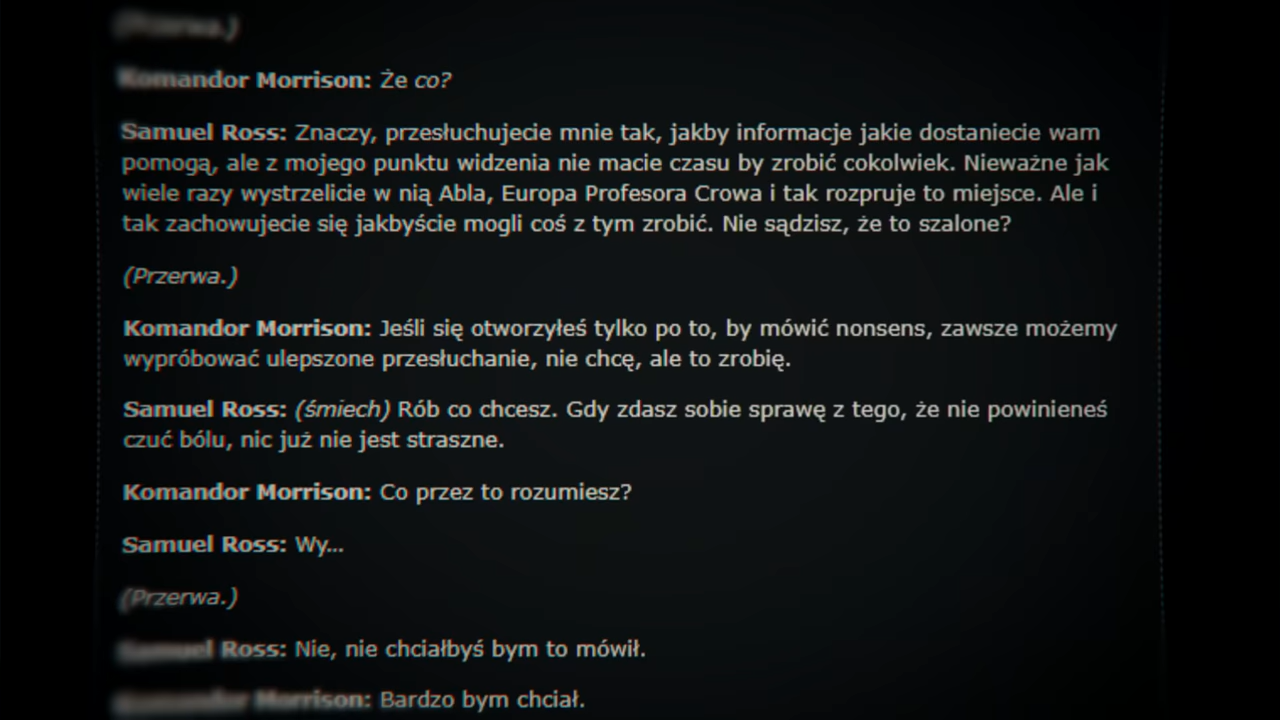 (Przerwa.)
Komandor Morrison: Że co?
Samuel Ross: Znaczy, przesłuchujecie mnie tak, jakby informacje jakie dostaniecie wam
pomogą, ale z mojego punktu widzenia nie macie czasu by zrobić cokolwiek. Nieważne jak
wiele razy wystrzelicie w nią Abla, Europa Profesora Crowa i tak rozpruje to miejsce. Ale i
tak zachowujecie się jakbyście mogli coś z tym zrobić. Nie sądzisz, że to szalone?
(Przerwa.)
Komandor Morrison: Jeśli się otworzyłeś tylko po to, by mówić nonsens, zawsze możemy
wypróbować ulepszone przesłuchanie, nie chcę, ale to zrobię.
Samuel Ross: (śmiech) Rób co chcesz. Gdy zdasz sobie sprawę z tego, że nie powinieneś
czuć bólu, nic już nie jest straszne.
Komandor Morrison: Co przez to rozumiesz?
Samuel Ross: Wy...
(Przerwa.)
Samuel Ross: Nie, nie chciałbyś bym to mówił.
Komandor Morrison: Bardzo bym chciał.